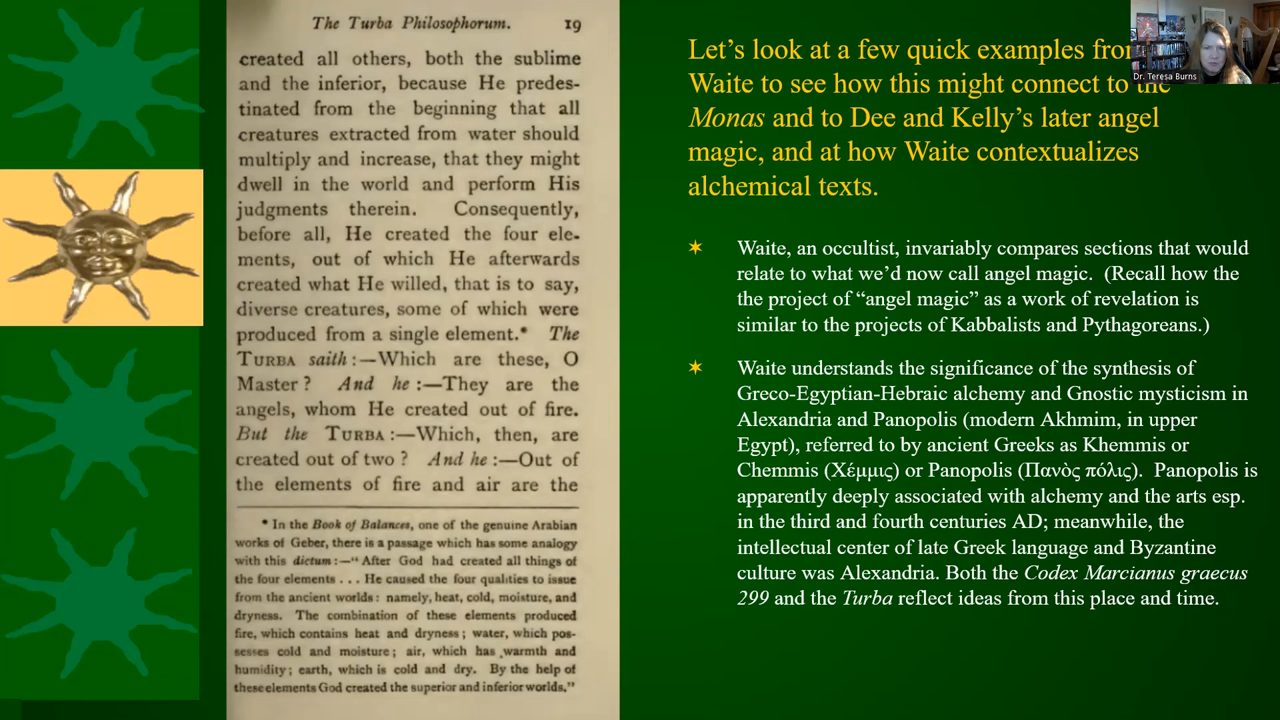 The Turba Philosophorum. 19
created all others, both the sublime
and the inferior, because He predes-
tinated from the beginning that all
creatures extracted from water should
multiply and increase, that they might
dwell in the world and perform His
judgments therein. Consequently,
before all, He created the four ele-
ments, out of which He afterwards
created what He willed, that is to say,
diverse creatures, some of which were
produced from a single element.* The
TURBA saith:—Which are these, O
Master? And he:—They are the
angels, whom He created out of fire.
But the TURBA:—Which, then, are
created out of two? And he:—Out of
the elements of fire and air are the
* In the Book of Balances, one of the genuine Arabian
works of Geber, there is a passage which has some analogy
with this dictum:—“After God had created all things of
the four elements . . . He caused the four qualities to issue
from the ancient worlds: namely, heat, cold, moisture, and
dryness. The combination of these elements produced
fire, which contains heat and dryness; water, which pos-
sesses cold and moisture; air, which has warmth and
humidity; earth, which is cold and dry. By the help of
these elements God created the superior and inferior worlds.”
Let’s look at a few quick examples
Waite to see how this might connect to the
Monas and to Dee and Kelly’s later angel
magic, and at how Waite contextualizes
alchemical texts.
Waite, an occultist, invariably compares sections that would
relate to what we’d now call angel magic. (Recall how the
the project of “angel magic” as a work of revelation is
similar to the projects of Kabbalists and Pythagoreans.)
Waite understands the significance of the synthesis of
Greco-Egyptian-Hebraic alchemy and Gnostic mysticism in
Alexandria and Panopolis (modern Akhmim, in upper
Egypt), referred to by ancient Greeks as Khemmis or
Chemmis (Χέμμις) or Panopolis (Πανὸς πόλις). Panopolis is
apparently deeply associated with alchemy and the arts esp.
in the third and fourth centuries AD; meanwhile, the
intellectual center of late Greek language and Byzantine
culture was Alexandria. Both the Codex Marcianus graecus
299 and the Turba reflect ideas from this place and time.
Dr. Teresa Burns